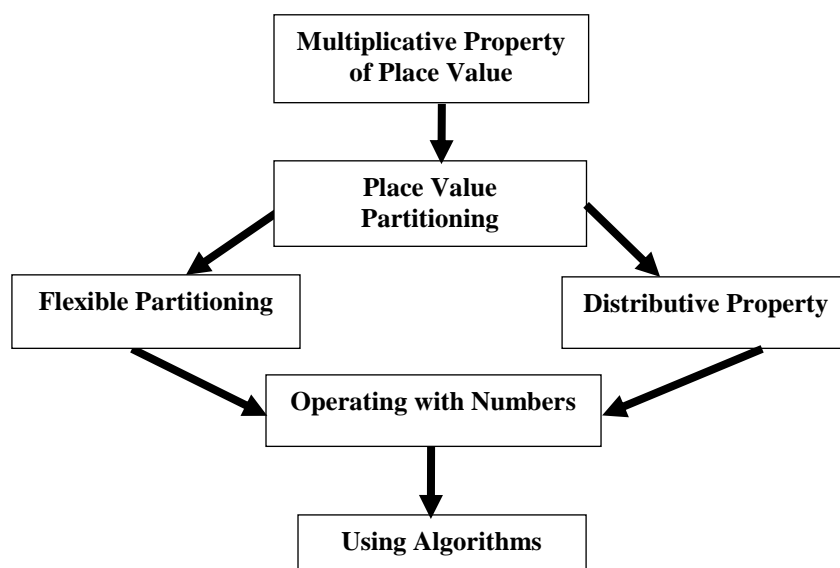 Multiplicative Property
of Place Value
Place Value
Partitioning
Flexible Partitioning
Distributive Property
Operating with Numbers
Using Algorithms